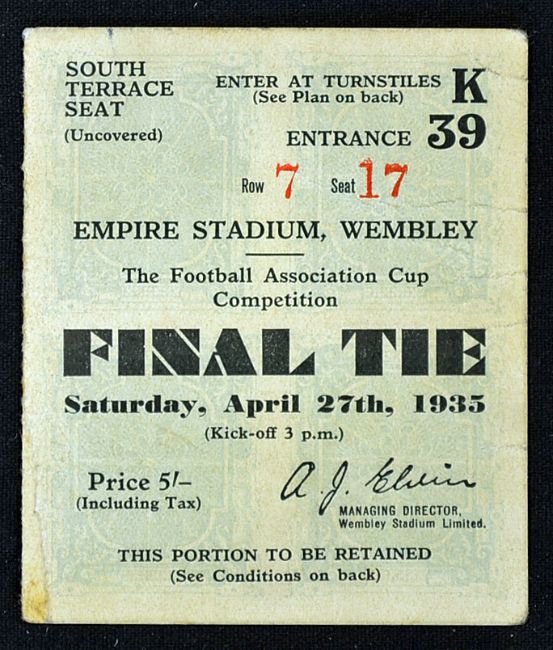 SOUTH
TERRACE
SEAT
(Uncovered)
ENTER AT TURNSTILES K
(See Plan on back)
ENTRANCE 39
Row 7 Seat 17
EMPIRE STADIUM, WEMBLEY
The Football Association Cup
Competition
FINAL TIE
Saturday, April 27th, 1935
(Kick-off 3 p.m.)
Price 5/–
(Including Tax)
A. J. Elvin
MANAGING DIRECTOR,
Wembley Stadium Limited.
THIS PORTION TO BE RETAINED
(See Conditions on back)